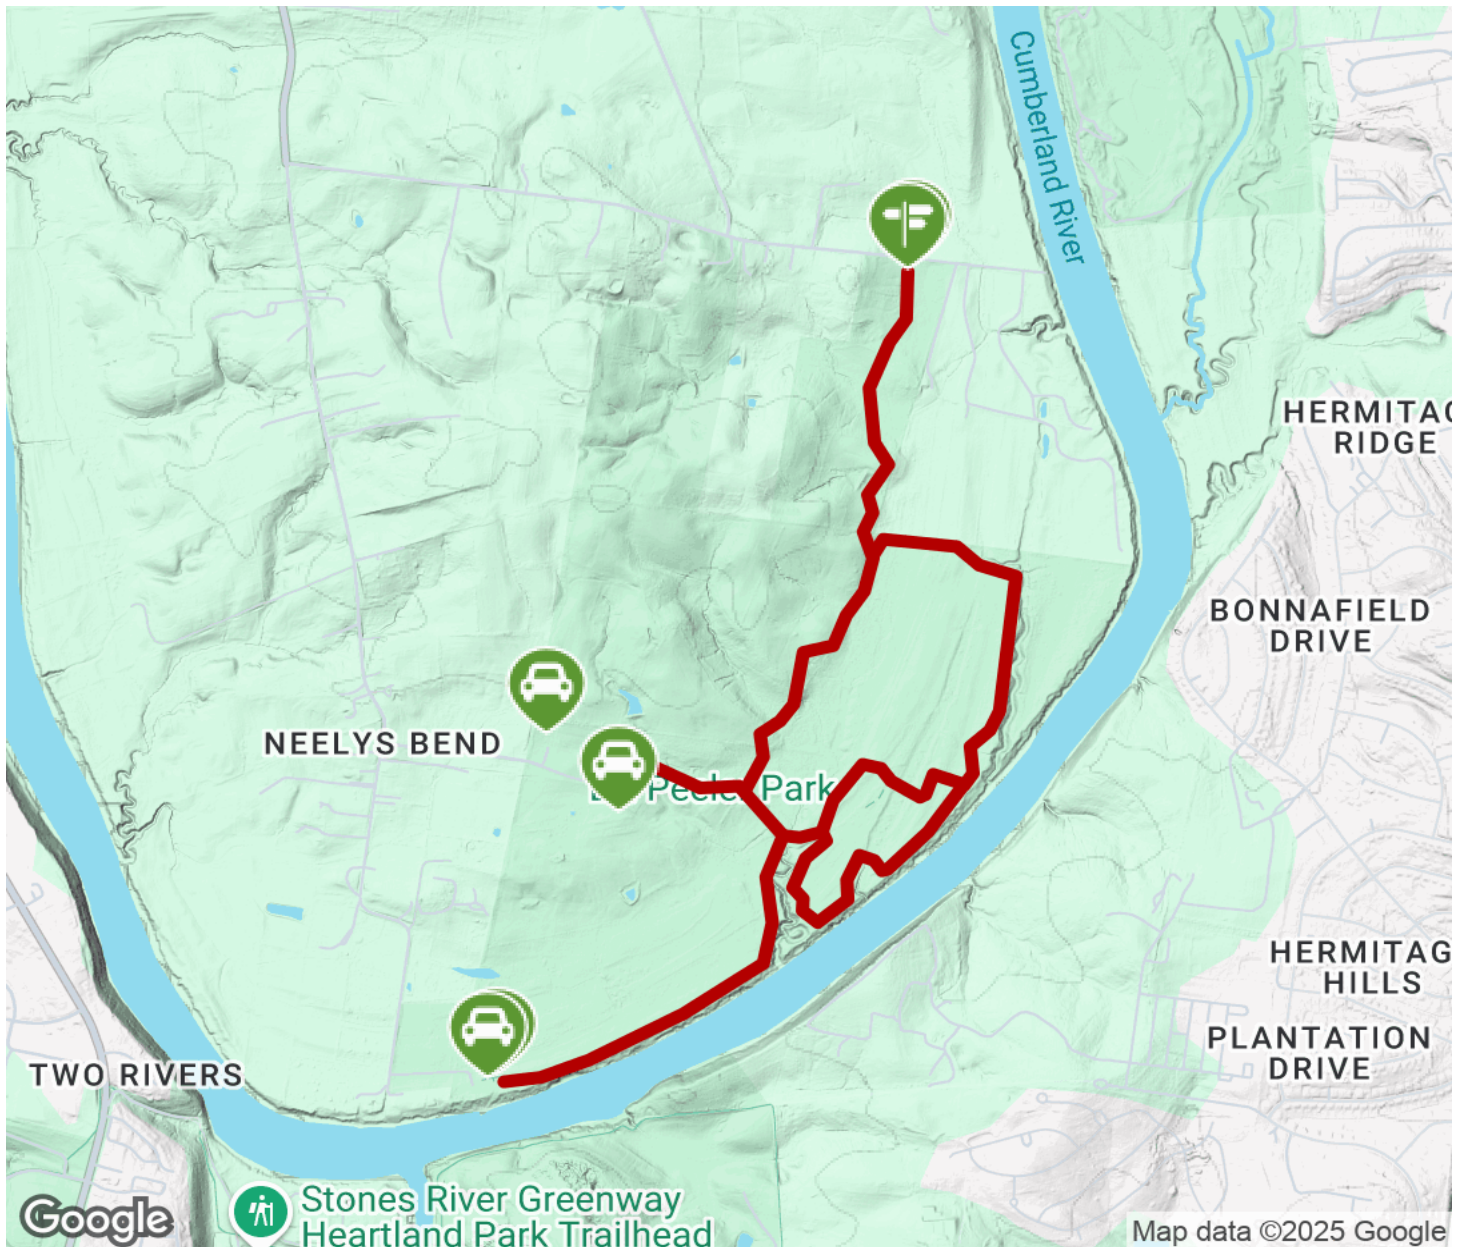 Cumberland River
HERMITAG
RIDGE
BONNAFIELD
DRIVE
NEELYS BEND
Park
HERMITAG
HILLS
PLANTATION
DRIVE
TWO RIVERS
Stones River Greenway
Heartland Park Trailhead
Google
Map data ©2025 Google